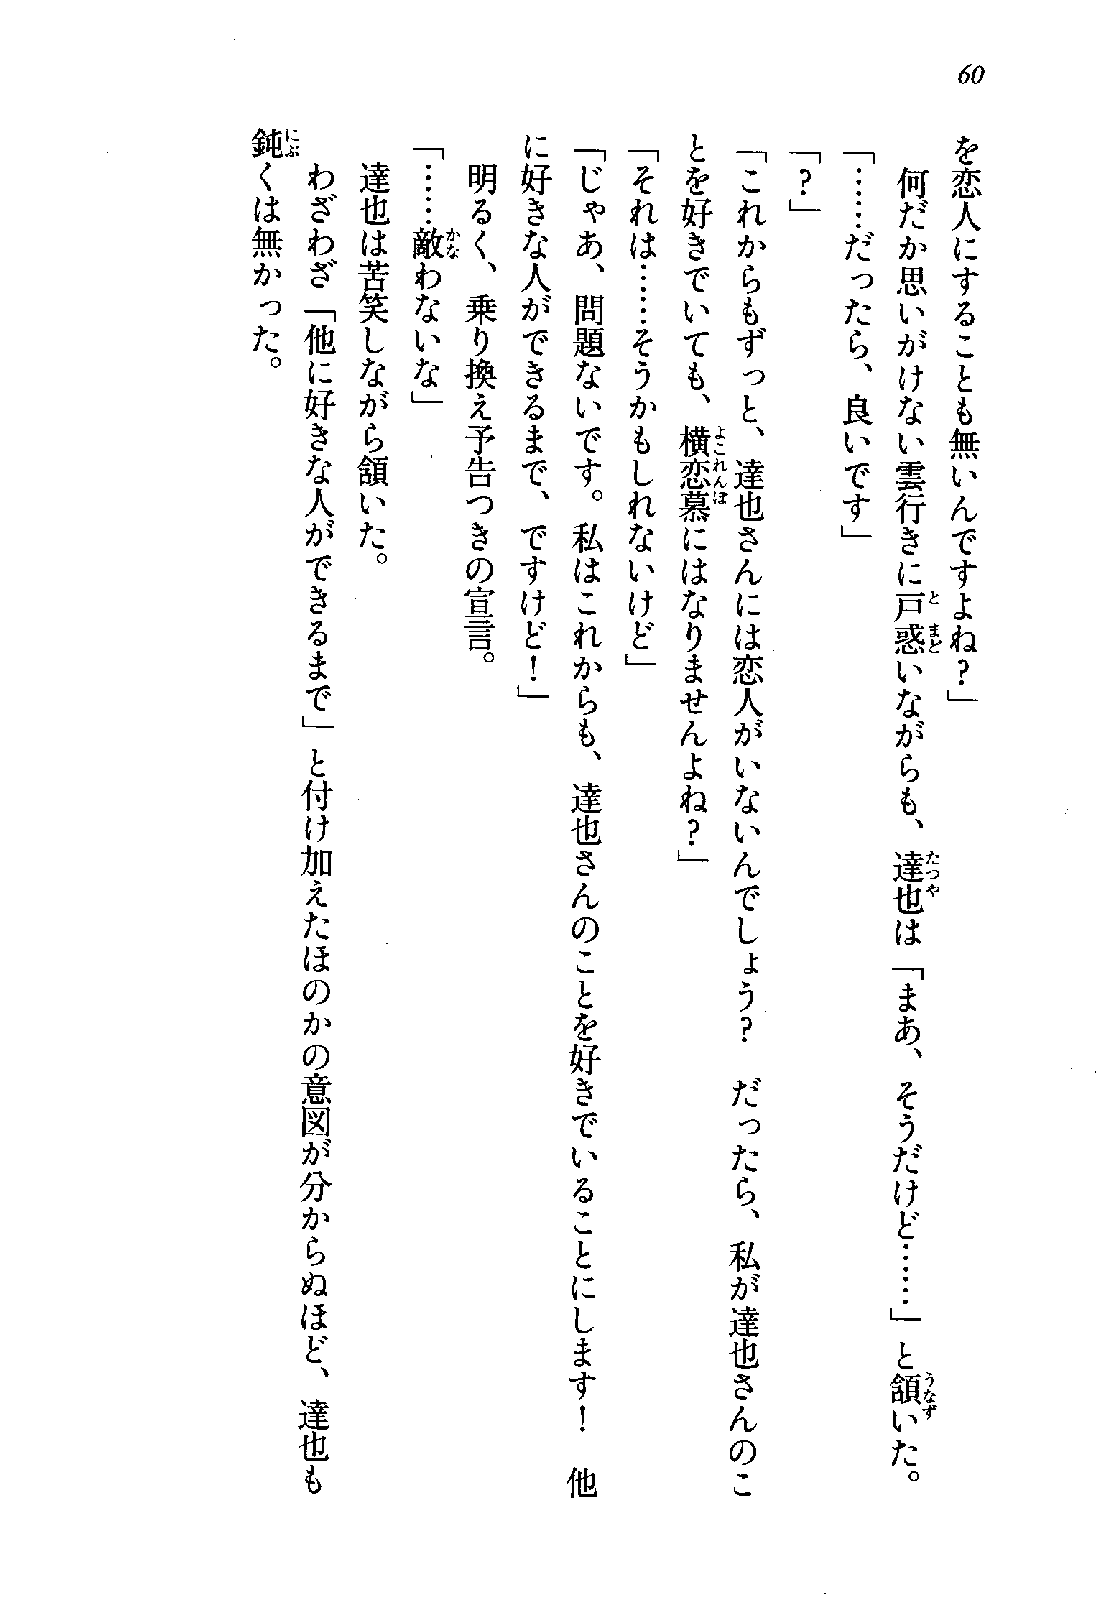 60
を恋人にすることも無いんですよね？」
　何だか思いがけない雲行きに戸惑いながらも、達也は「まあ、そうだけど……」と頷いた。
「……だったら、良いです」
「？」
「これからもずっと、達也さんには恋人がいないんでしょう？　だったら、私が達也さんのこ
とを好きでいても、横恋慕にはなりませんよね？」
「それは……そうかもしれないけど」
「じゃあ、問題ないです。私はこれからも、達也さんのことを好きでいることにします！　他
に好きな人ができるまで、ですけど！」
　明るく、乗り換え予告つきの宣言。
「……敵わないな」
　達也は苦笑しながら頷いた。
　わざわざ「他に好きな人ができるまで」と付け加えたほのかの意図が分からぬほど、達也も
鈍くは無かった。